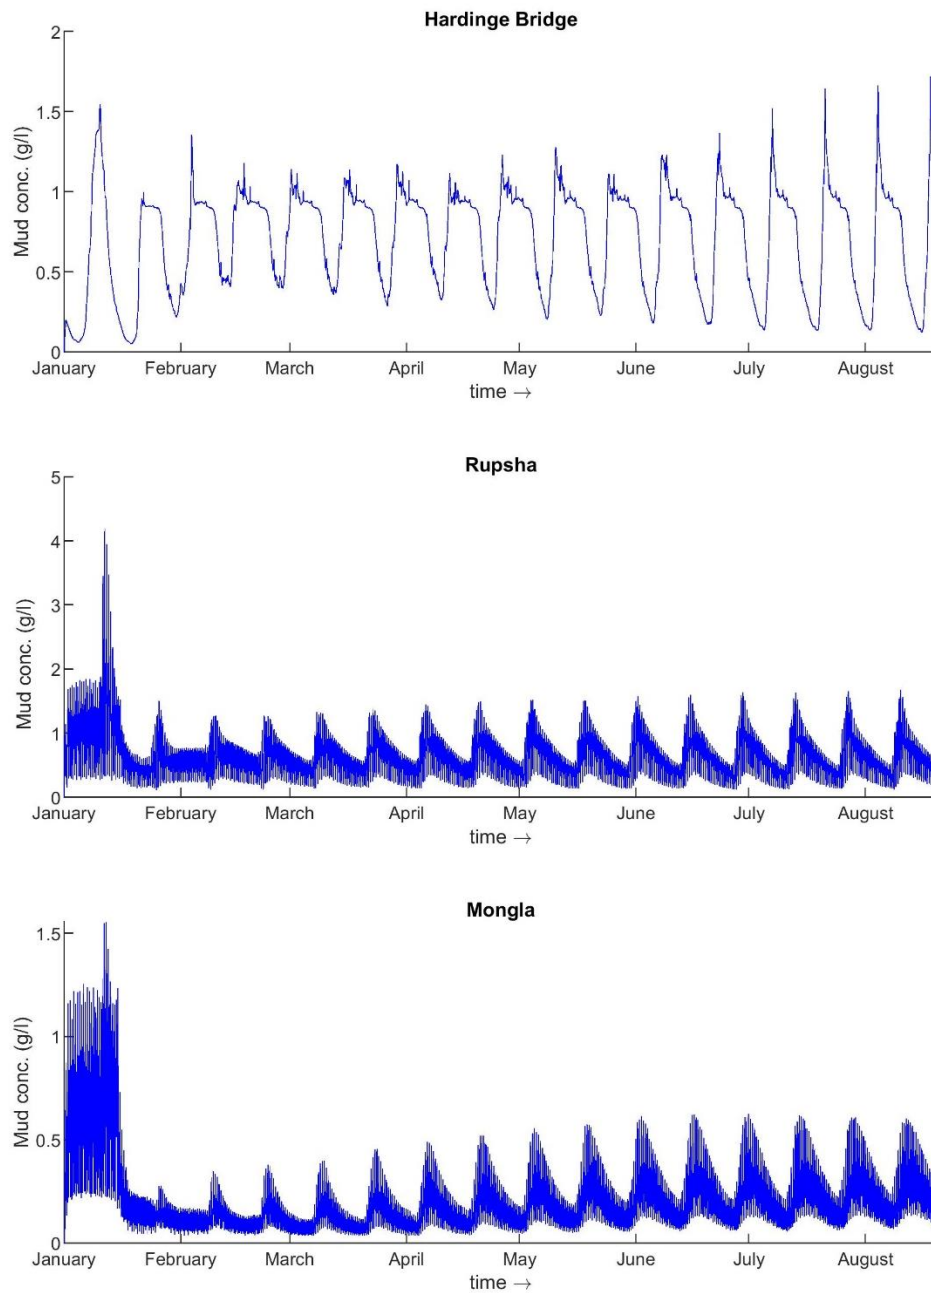 Hardinge Bridge
2
1.5
1
0.5
0
Mud conc. (g/l)
January February March April May June July August
time →
Rupsha
5
4
3
2
1
0
Mud conc. (g/l)
January February March April May June July August
time →
Mongla
1.5
1
0.5
0
Mud conc. (g/l)
January February March April May June July August
time →